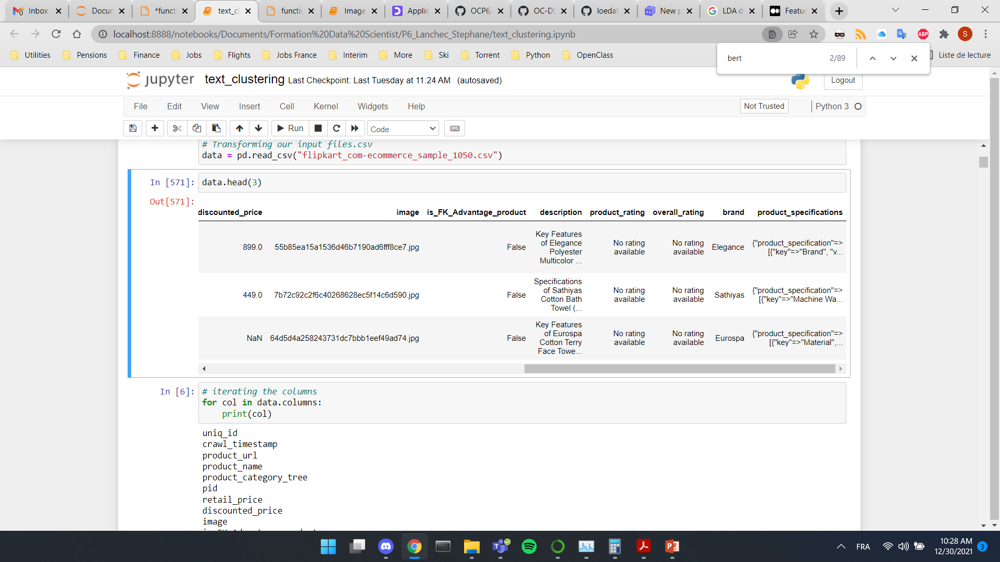 Inbox
Docun
*funct
text_cl
functio
Image
Applic
OCP6/
OC-DS
loedat
New p
LDA d
Featur
localhost:8888/notebooks/Documents/Formation%20Data%20Scientist/P6_Lanchec_Stephane/text_clustering.ipynb
ABP
S
Utilities
Pensions
Finance
Jobs
Flights
Jobs France
Interim
More
Ski
Torrent
Python
OpenClass
Liste de lecture
bert
2/89
jupyter
text_clustering Last Checkpoint: Last Tuesday at 11:24 AM (autosaved)
Logout
File
Edit
View
Insert
Cell
Kernel
Widgets
Help
Not Trusted
Python 3
Run
Code
# Transforming our input files.csv
data = pd.read_csv("flipkart_com-ecommerce_sample_1050.csv")
In [571]: data.head(3)
Out[571]:
discounted_price image is_FK_Advantage_product description product_rating overall_rating brand product_specifications
899.0 55b85ea15a1536d46b7190ad6fff8ce7.jpg False
Key Features
of Elegance
Polyester
Multicolor ...
No rating
available
No rating
available
Elegance
{"product_specification"=>
[{"key"=>"Brand", "v...
449.0 7b72c92c2f6c40268628ec5f14c6d590.jpg False
Specifications
of Sathiyas
Cotton Bath
Towel (...
No rating
available
No rating
available
Sathiyas
{"product_specification"=>
[{"key"=>"Machine Wa...
NaN 64d5d4a258243731dc7bbb1eef49ad74.jpg False
Key Features
of Eurospa
Cotton Terry
Face Towe...
No rating
available
No rating
available
Eurospa
{"product_specification"=>
[{"key"=>"Material",...
In [6]: # iterating the columns
for col in data.columns:
print(col)
uniq_id
crawl_timestamp
product_url
product_name
product_category_tree
pid
retail_price
discounted_price
image
FRA
10:28 AM
12/30/2021
3